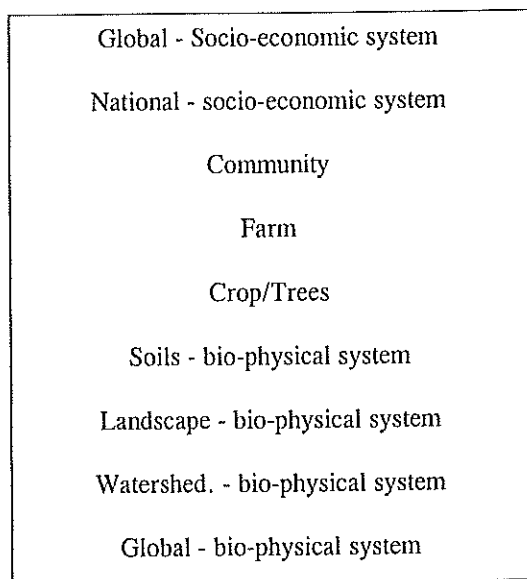 Global - Socio-economic system
National - socio-economic system
Community
Farm
Crop/Trees
Soils - bio-physical system
Landscape - bio-physical system
Watershed. - bio-physical system
Global - bio-physical system